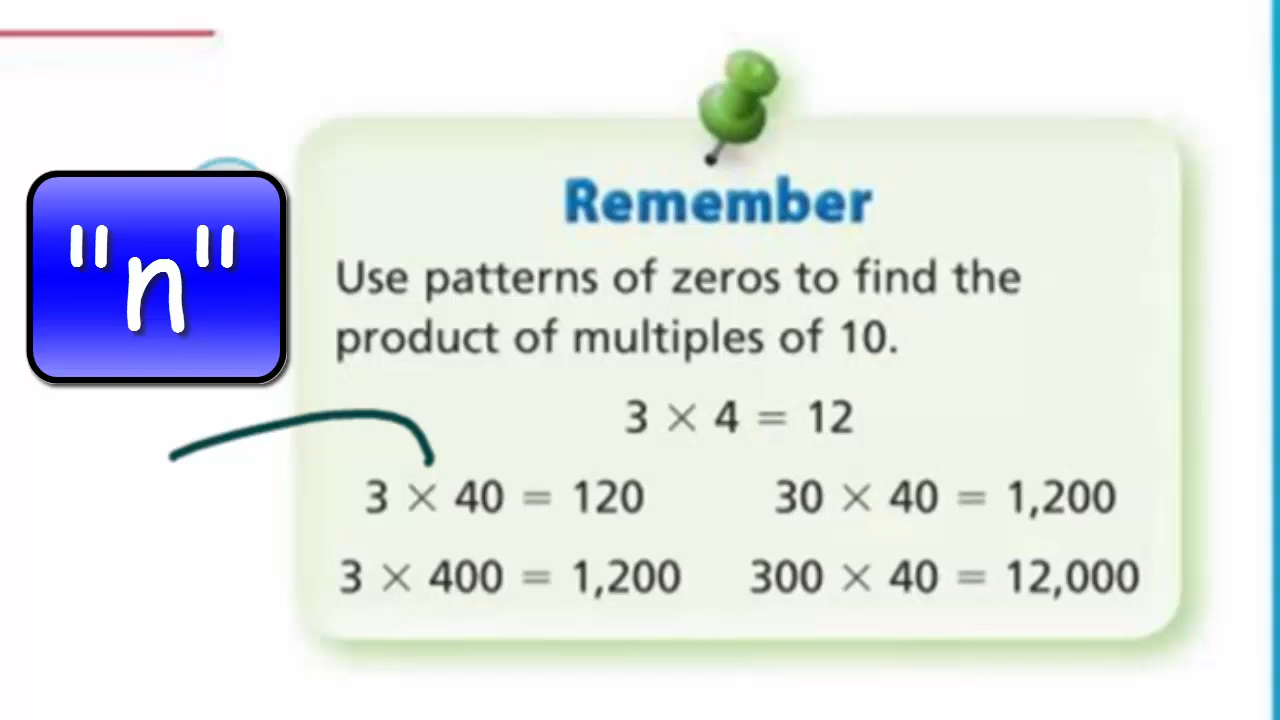 "n"
Remember
Use patterns of zeros to find the
product of multiples of 10.
3 × 4 = 12
3 × 40 = 120 30 × 40 = 1,200
3 × 400 = 1,200 300 × 40 = 12,000